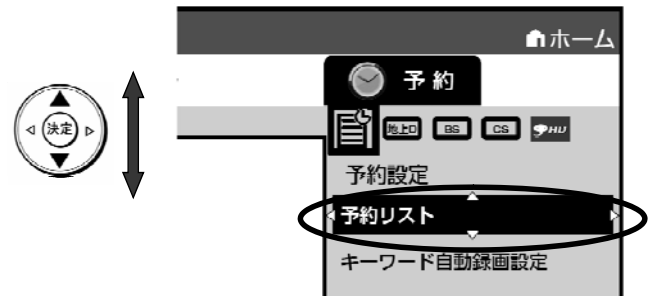 ホーム
予約
地上D BS CS HU
予約設定
決定
予約リスト
キーワード自動録画設定